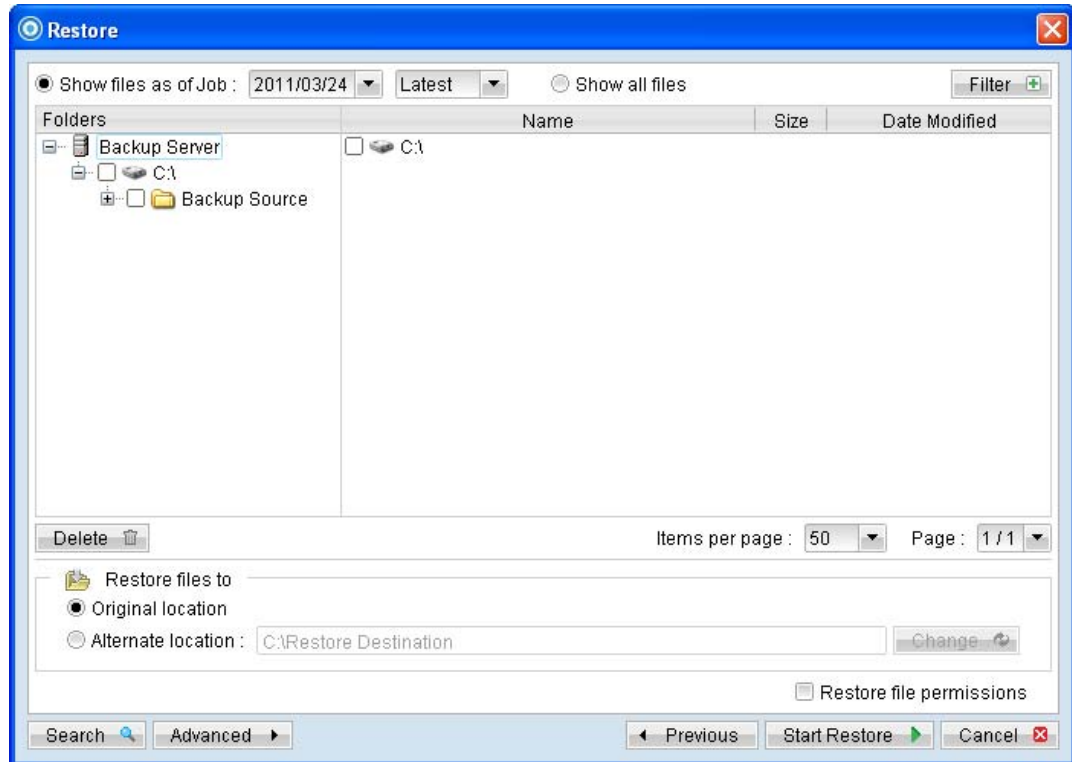 Restore
Show files as of Job : 2011/03/24 Latest Show all files Filter
Folders Name Size Date Modified
Backup Server C:\
C:\
Backup Source
Delete Items per page : 50 Page : 1 / 1
Restore files to
Original location
Alternate location : C:\Restore Destination Change
Restore file permissions
Search Advanced Previous Start Restore Cancel